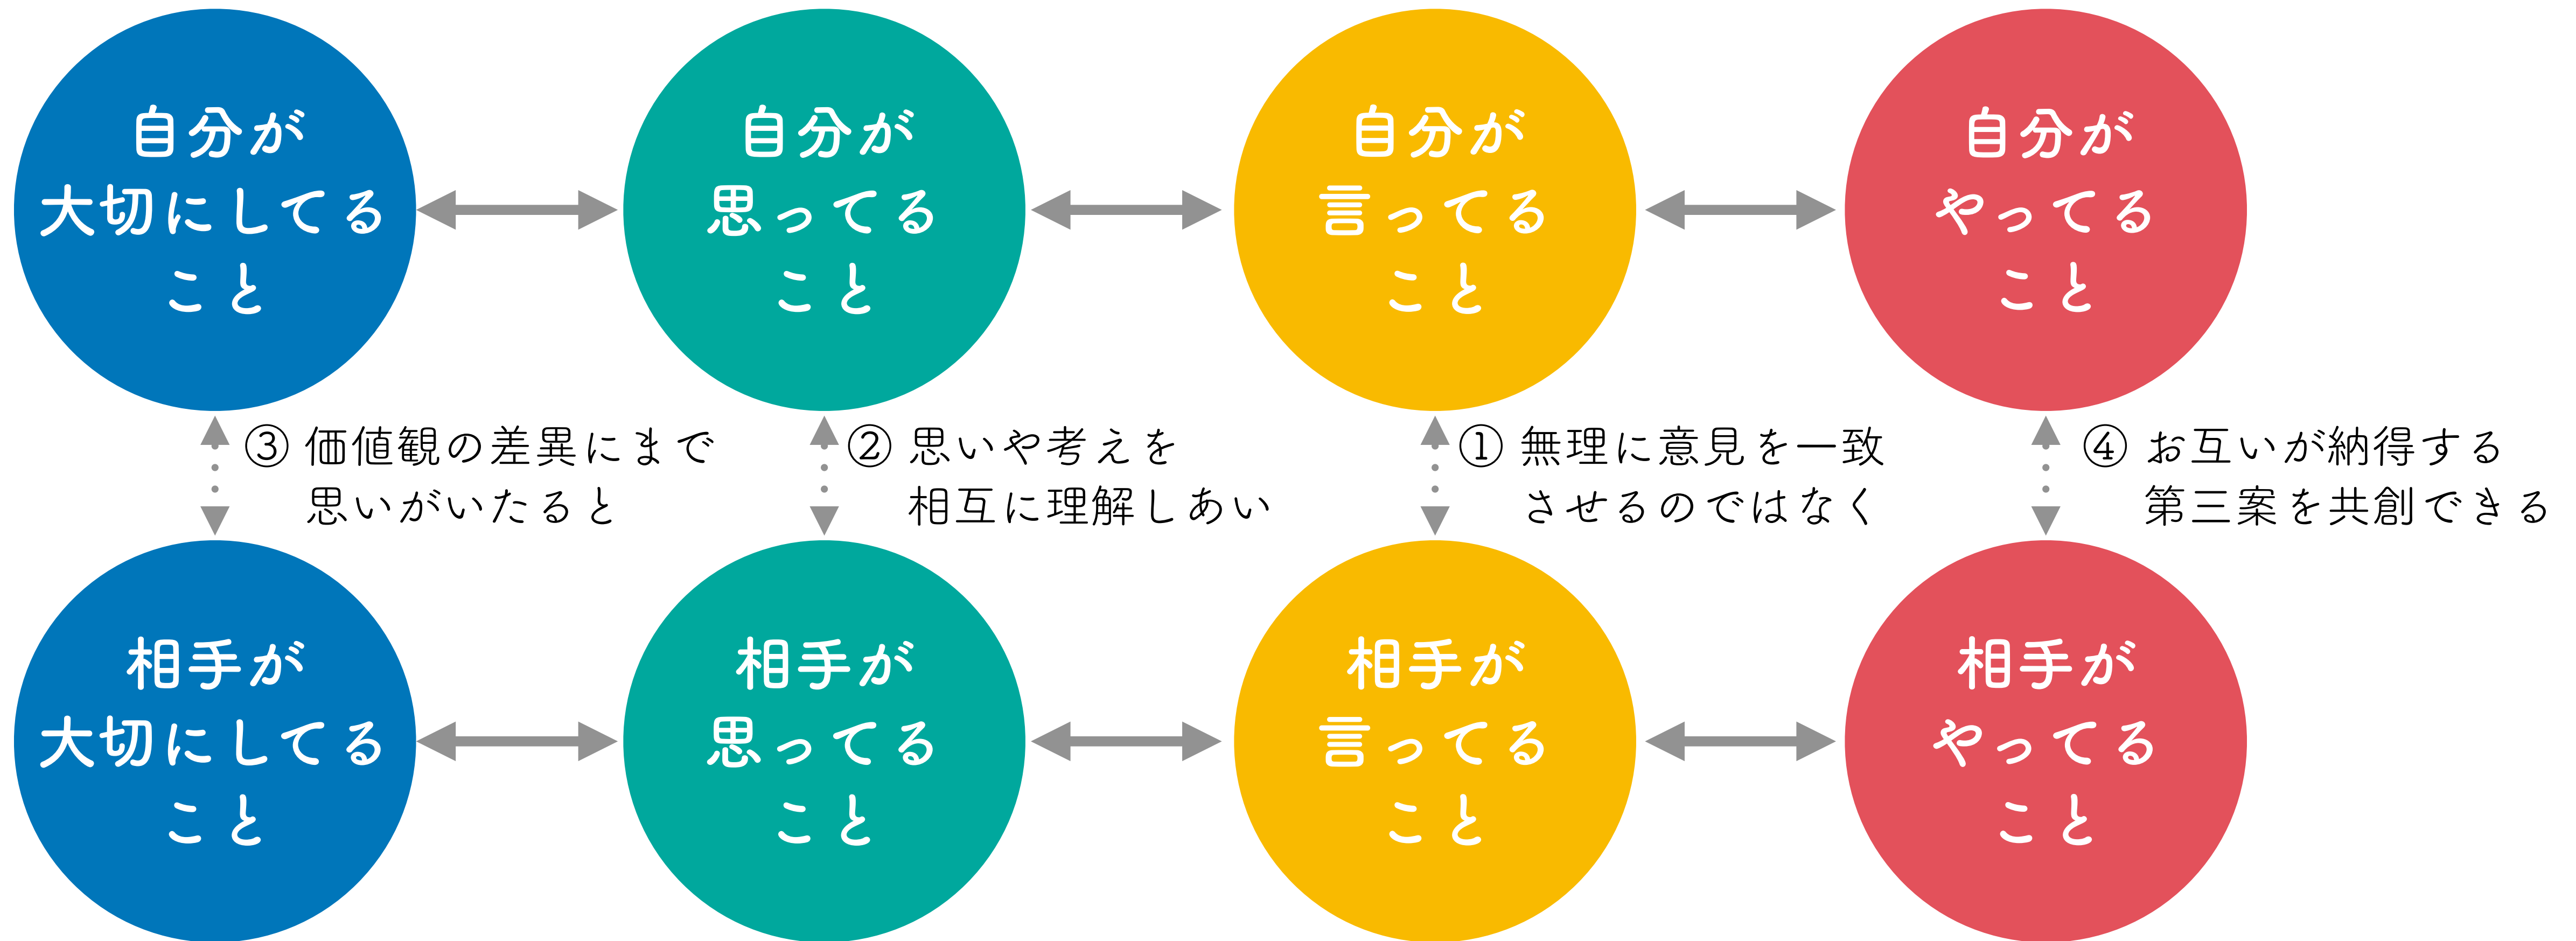 自分が
大切にしてる
こと
自分が
思ってる
こと
自分が
言ってる
こと
自分が
やってる
こと
③ 価値観の差異にまで
思いがいたると
② 思いや考えを
相互に理解しあい
① 無理に意見を一致
させるのではなく
④ お互いが納得する
第三案を共創できる
相手が
大切にしてる
こと
相手が
思ってる
こと
相手が
言ってる
こと
相手が
やってる
こと